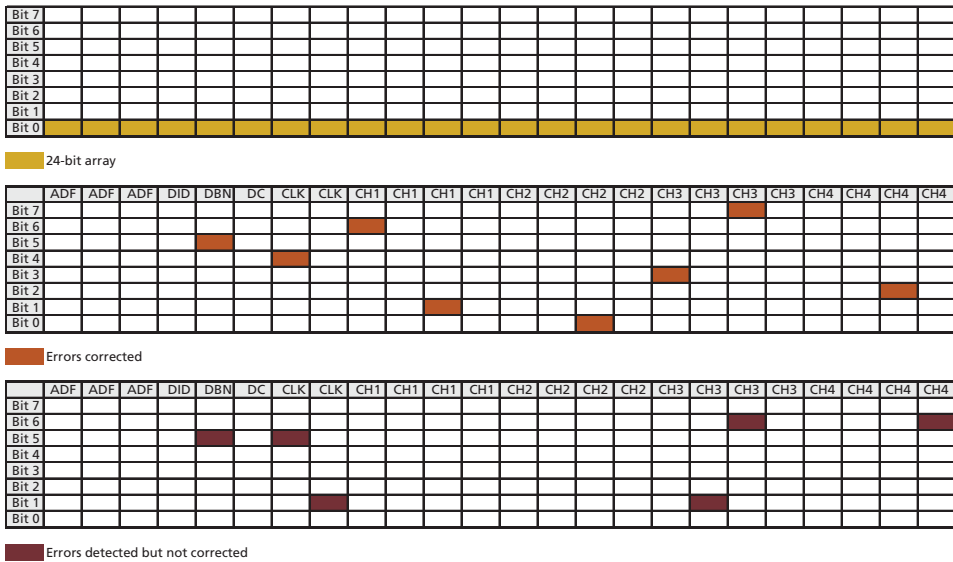 Bit 7
Bit 6
Bit 5
Bit 4
Bit 3
Bit 2
Bit 1
Bit 0
24-bit array
ADF ADF ADF DID DBN DC CLK CLK CH1 CH1 CH1 CH1 CH2 CH2 CH2 CH2 CH3 CH3 CH3 CH3 CH4 CH4 CH4 CH4
Bit 7
Bit 6
Bit 5
Bit 4
Bit 3
Bit 2
Bit 1
Bit 0
Errors corrected
ADF ADF ADF DID DBN DC CLK CLK CH1 CH1 CH1 CH1 CH2 CH2 CH2 CH2 CH3 CH3 CH3 CH3 CH4 CH4 CH4 CH4
Bit 7
Bit 6
Bit 5
Bit 4
Bit 3
Bit 2
Bit 1
Bit 0
Errors detected but not corrected